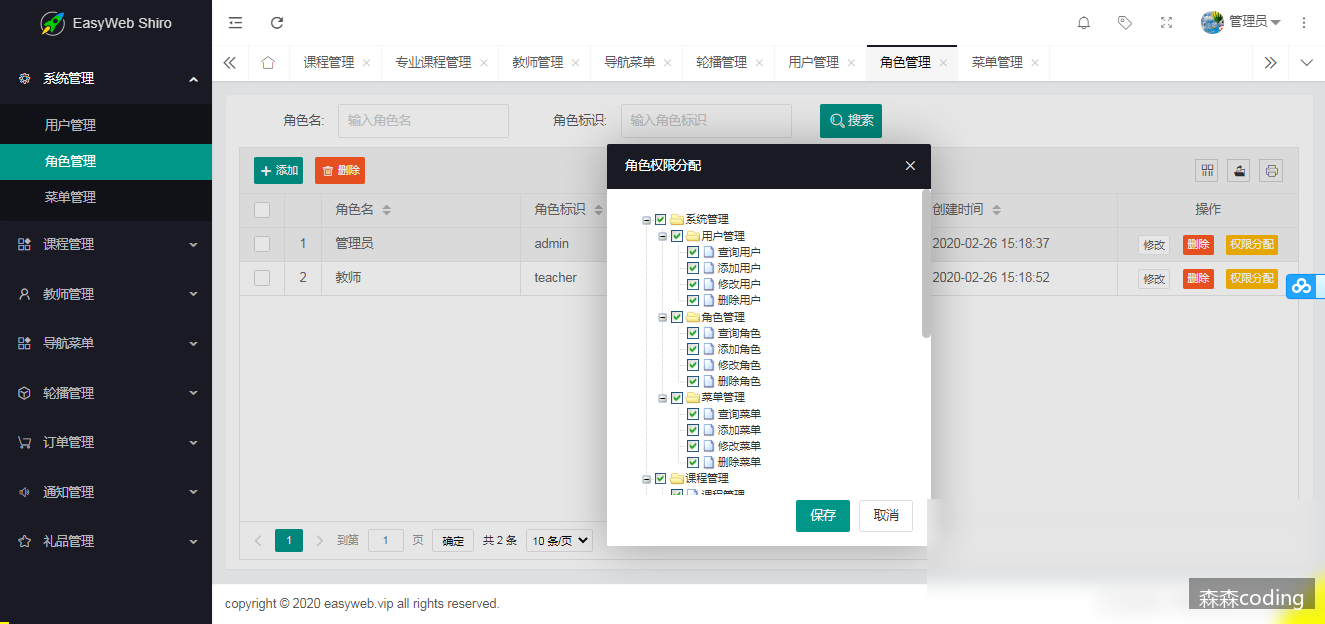 EasyWeb Shiro
管理员
系统管理
用户管理
角色管理
菜单管理
课程管理
教师管理
导航菜单
轮播管理
订单管理
通知管理
礼品管理
课程管理 专业课程管理 教师管理 导航菜单 轮播管理 用户管理 角色管理 菜单管理
角色名: 输入角色名 角色标识: 输入角色标识 搜索
添加 删除
角色名 角色标识 创建时间 操作
1 管理员 admin 2020-02-26 15:18:37 修改 删除 权限分配
2 教师 teacher 2020-02-26 15:18:52 修改 删除 权限分配
角色权限分配
系统管理
用户管理
查询用户
添加用户
修改用户
删除用户
角色管理
查询角色
添加角色
修改角色
删除角色
菜单管理
查询菜单
添加菜单
修改菜单
删除菜单
课程管理
课程管理
保存 取消
1 到第 1 页 确定 共 2 条 10 条/页
copyright © 2020 easyweb.vip all rights reserved.
森森coding